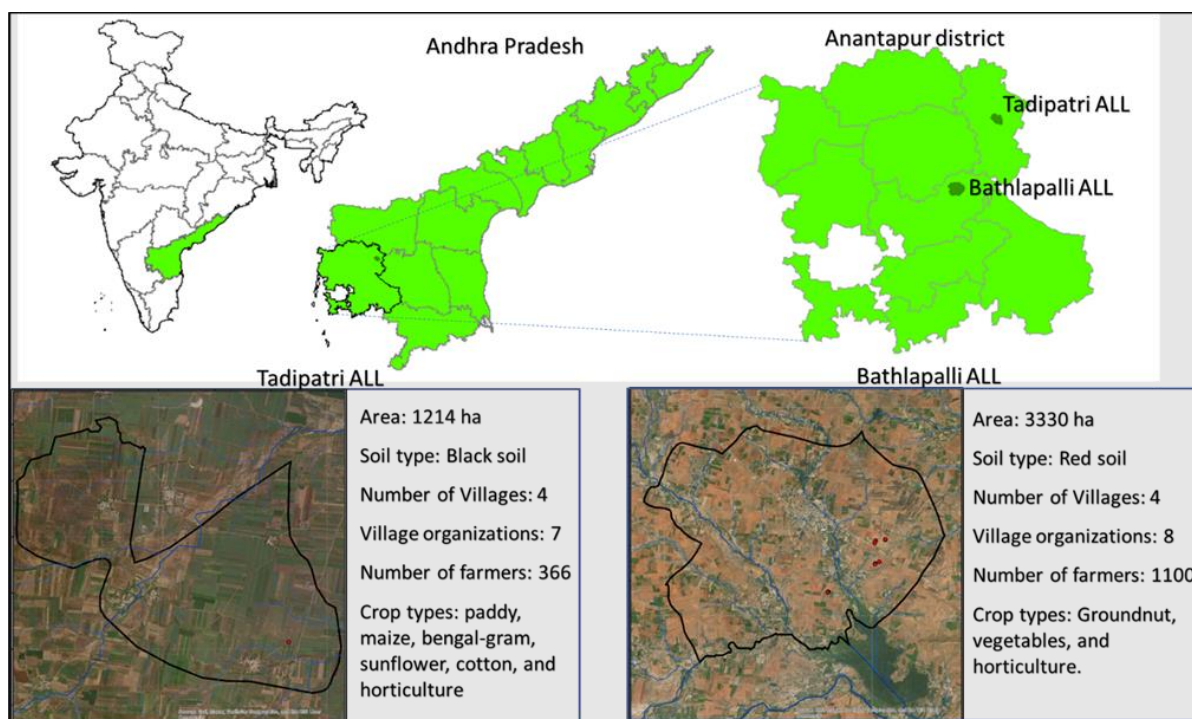 Andhra Pradesh
Anantapur district
Tadipatri ALL
Bathlapalli ALL
Tadipatri ALL
Area: 1214 ha
Soil type: Black soil
Number of Villages: 4
Village organizations: 7
Number of farmers: 366
Crop types: paddy,
maize, bengal-gram,
sunflower, cotton, and
horticulture
Bathlapalli ALL
Area: 3330 ha
Soil type: Red soil
Number of Villages: 4
Village organizations: 8
Number of farmers: 1100
Crop types: Groundnut,
vegetables, and
horticulture.